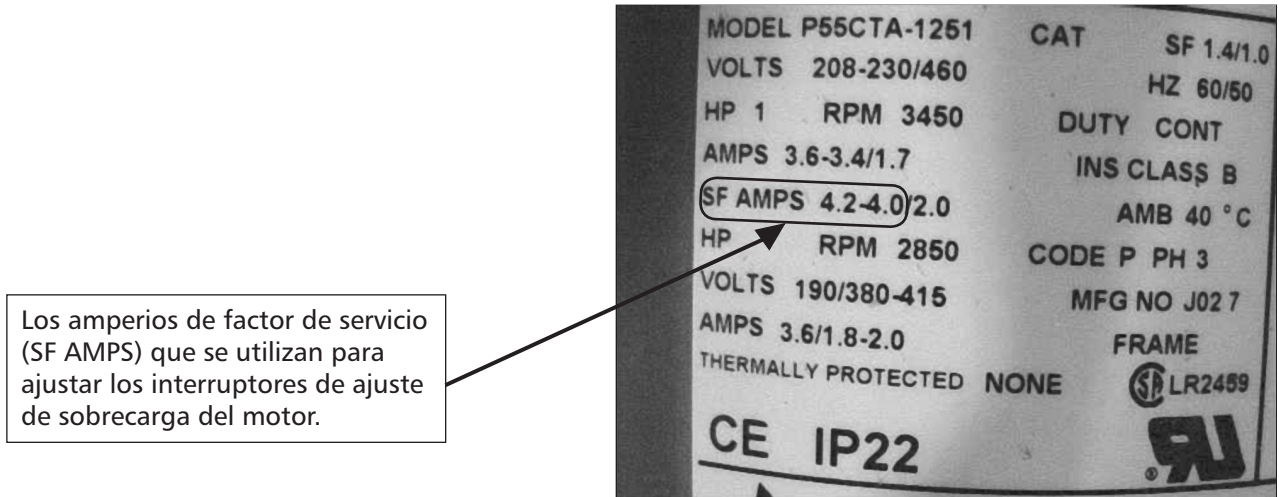 MODEL P55CTA-1251 CAT SF 1.4/1.0
VOLTS 208-230/460 HZ 60/50
HP 1 RPM 3450 DUTY CONT
AMPS 3.6-3.4/1.7 INS CLASS B
SF AMPS 4.2-4.0/2.0 AMB 40 °C
HP RPM 2850 CODE P PH 3
VOLTS 190/380-415 MFG NO J02 7
AMPS 3.6/1.8-2.0 FRAME
THERMALLY PROTECTED NONE SA LR2459
CE IP22 RU ®
Los amperios de factor de servicio
(SF AMPS) que se utilizan para
ajustar los interruptores de ajuste
de sobrecarga del motor.